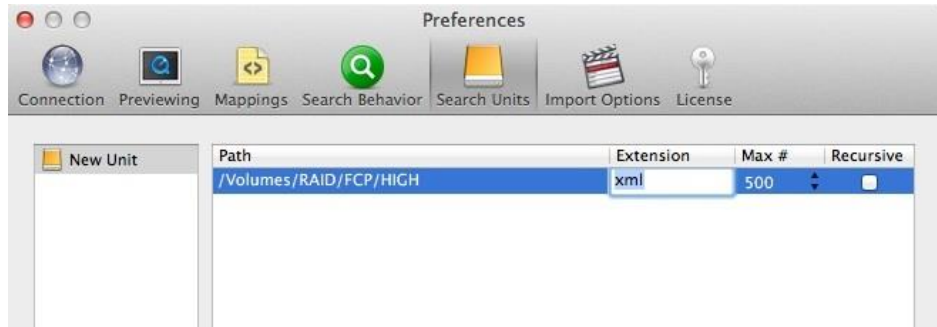 Preferences
Connection Previewing Mappings Search Behavior Search Units Import Options License
New Unit Path Extension Max # Recursive
/Volumes/RAID/FCP/HIGH xml 500